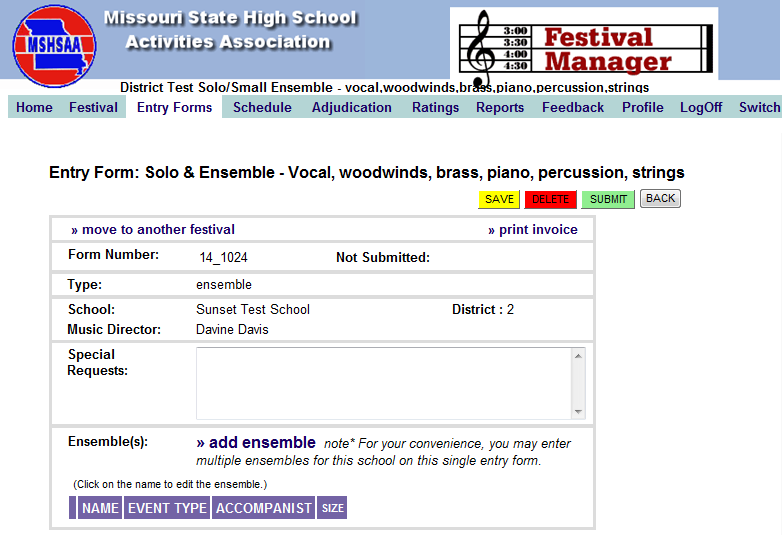 Missouri State High School
Activities Association
MSHSAA
3:00
3:30
4:00
4:30
Festival
Manager
District Test Solo/Small Ensemble - vocal,woodwinds,brass,piano,percussion,strings
Home Festival Entry Forms Schedule Adjudication Ratings Reports Feedback Profile LogOff Switch
Entry Form: Solo & Ensemble - Vocal, woodwinds, brass, piano, percussion, strings
SAVE DELETE SUBMIT BACK
» move to another festival » print invoice
Form Number: 14_1024 Not Submitted:
Type: ensemble
School: Sunset Test School District : 2
Music Director: Davine Davis
Special
Requests:
Ensemble(s): » add ensemble note* For your convenience, you may enter
multiple ensembles for this school on this single entry form.
(Click on the name to edit the ensemble.)
NAME EVENT TYPE ACCOMPANIST SIZE